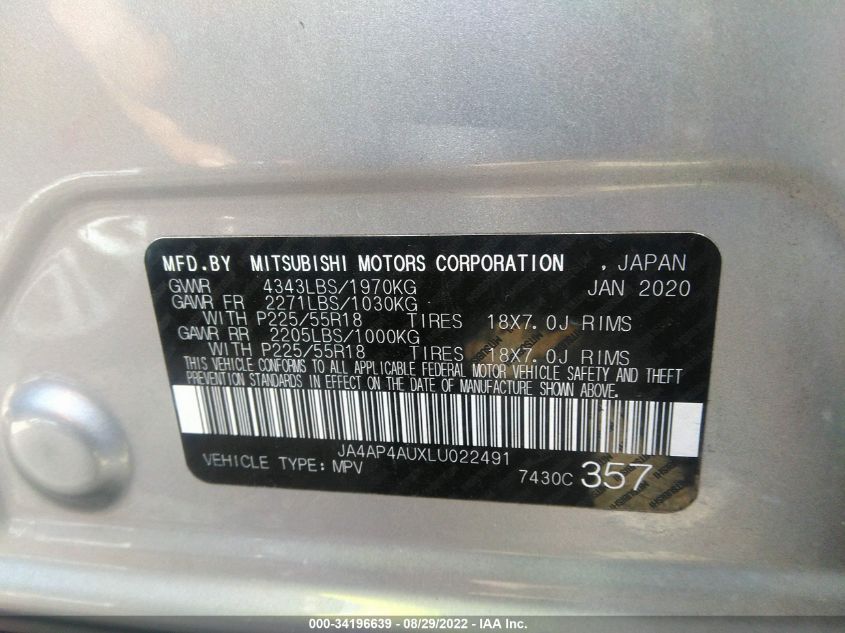 MFD.BY MITSUBISHI MOTORS CORPORATION , JAPAN
GVWR 4343LBS/1970KG JAN 2020
GAWR FR 2271LBS/1030KG
WITH P225/55R18 TIRES 18X7.0J RIMS
GAWR RR 2205LBS/1000KG
WITH P225/55R18 TIRES 18X7.0J RIMS
THIS VEHICLE CONFORMS TO ALL APPLICABLE FEDERAL MOTOR VEHICLE SAFETY AND THEFT
PREVENTION STANDARDS IN EFFECT ON THE DATE OF MANUFACTURE SHOWN ABOVE.
JA4AP4AUXLU022491
VEHICLE TYPE: MPV
7430C 357
000-34196639 - 08/29/2022 - IAA Inc.